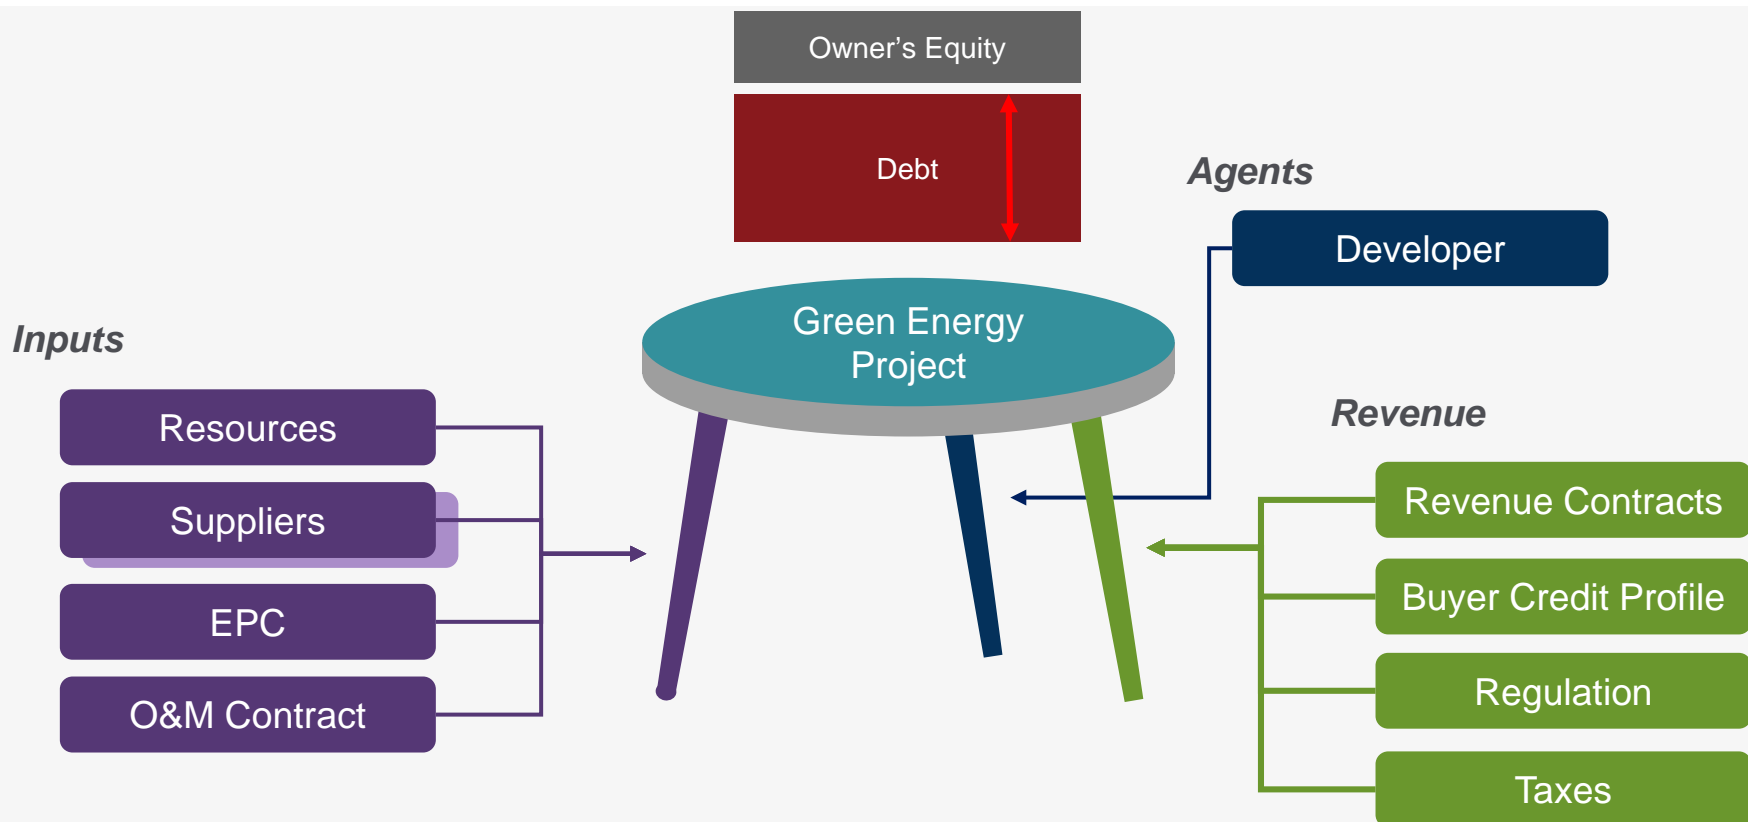 Owner’s Equity
Debt
Agents
Developer
Green Energy
Project
Inputs
Resources
Suppliers
EPC
O&M Contract
Revenue
Revenue Contracts
Buyer Credit Profile
Regulation
Taxes